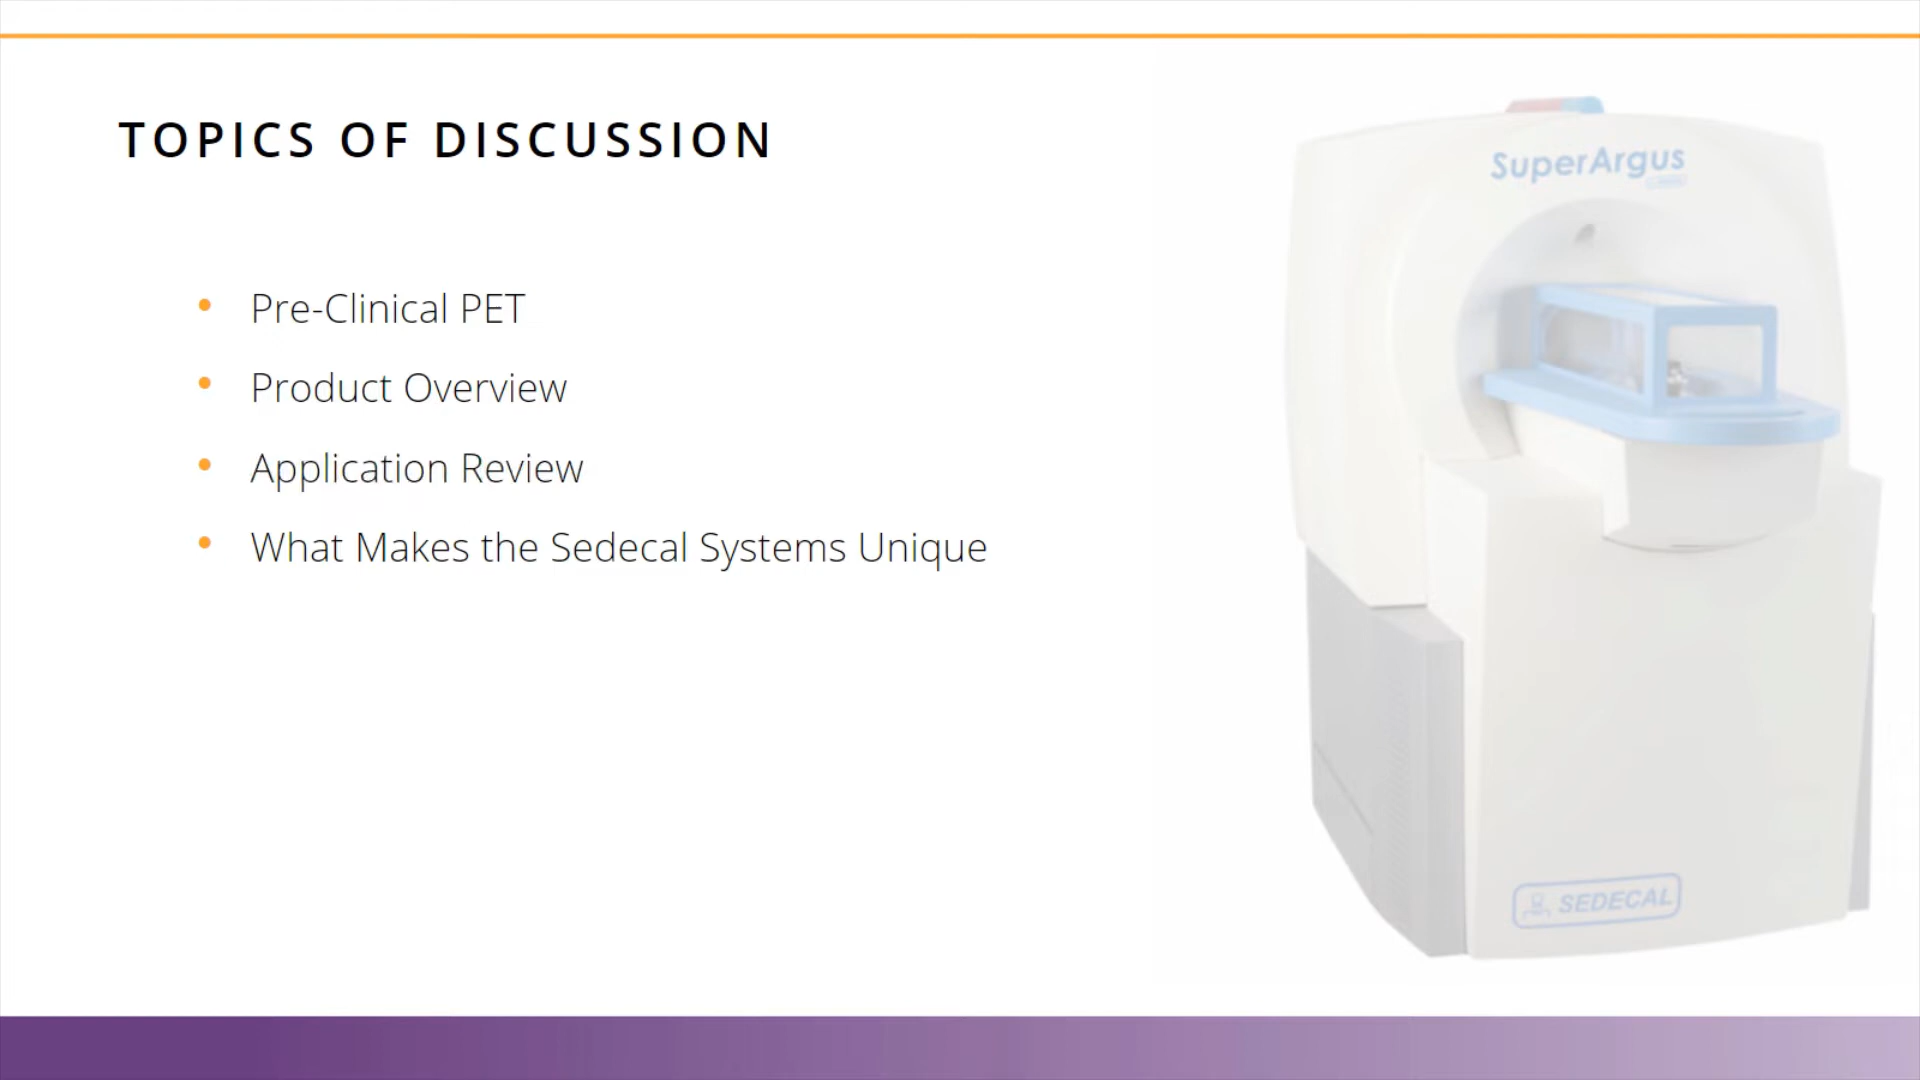 TOPICS OF DISCUSSION
SuperArgus
Pre-Clinical PET
Product Overview
Application Review
What Makes the Sedecal Systems Unique
SEDECAL